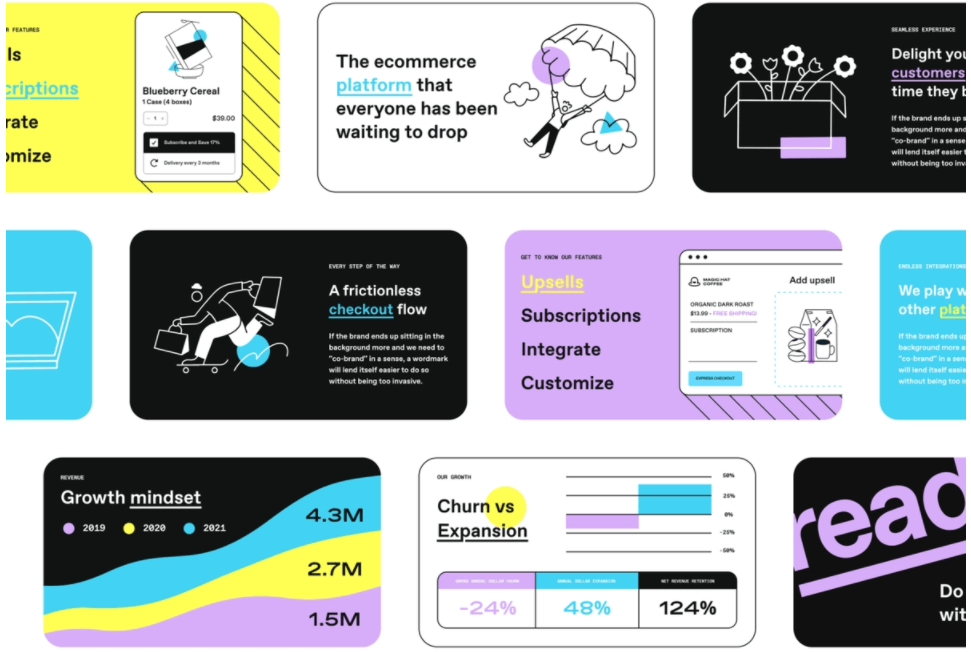 R FEATURES
ls
criptions
rate
omize
Blueberry Cereal
1 Case (4 boxes)
- 1 +
$39.00
Subscribe and Save 17%
Delivery every 3 months
The ecommerce
platform that
everyone has been
waiting to drop
SEAMLESS EXPERIENCE
Delight you
customers
time they b
If the brand ends up s
background more and
"co-brand" in a sense
will lend itself easier t
without being too inva
EVERY STEP OF THE WAY
A frictionless
checkout flow
If the brand ends up sitting in the
background more and we need to
"co-brand" in a sense, a wordmark
will lend itself easier to do so
without being too invasive.
GET TO KNOW OUR FEATURES
Upsells
Subscriptions
Integrate
Customize
MAGIC HAT
COFFEE
Add upsell
ORGANIC DARK ROAST
$13.99 - FREE SHIPPING!
SUBSCRIPTION
EXPRESS CHECKOUT
ENDLESS INTEGRATIONS
We play w
other plat
If the brand ends up
background more a
"co-brand" in a sens
will lend itself easie
without being too in
REVENUE
Growth mindset
2019
2020
2021
4.3M
2.7M
1.5M
OUR GROWTH
Churn vs
Expansion
50%
25%
0%
-25%
-50%
GROSS ANNUAL DOLLAR CHURN
ANNUAL DOLLAR EXPANSION
NET REVENUE RETENTION
-24%
48%
124%
read
Do
wit